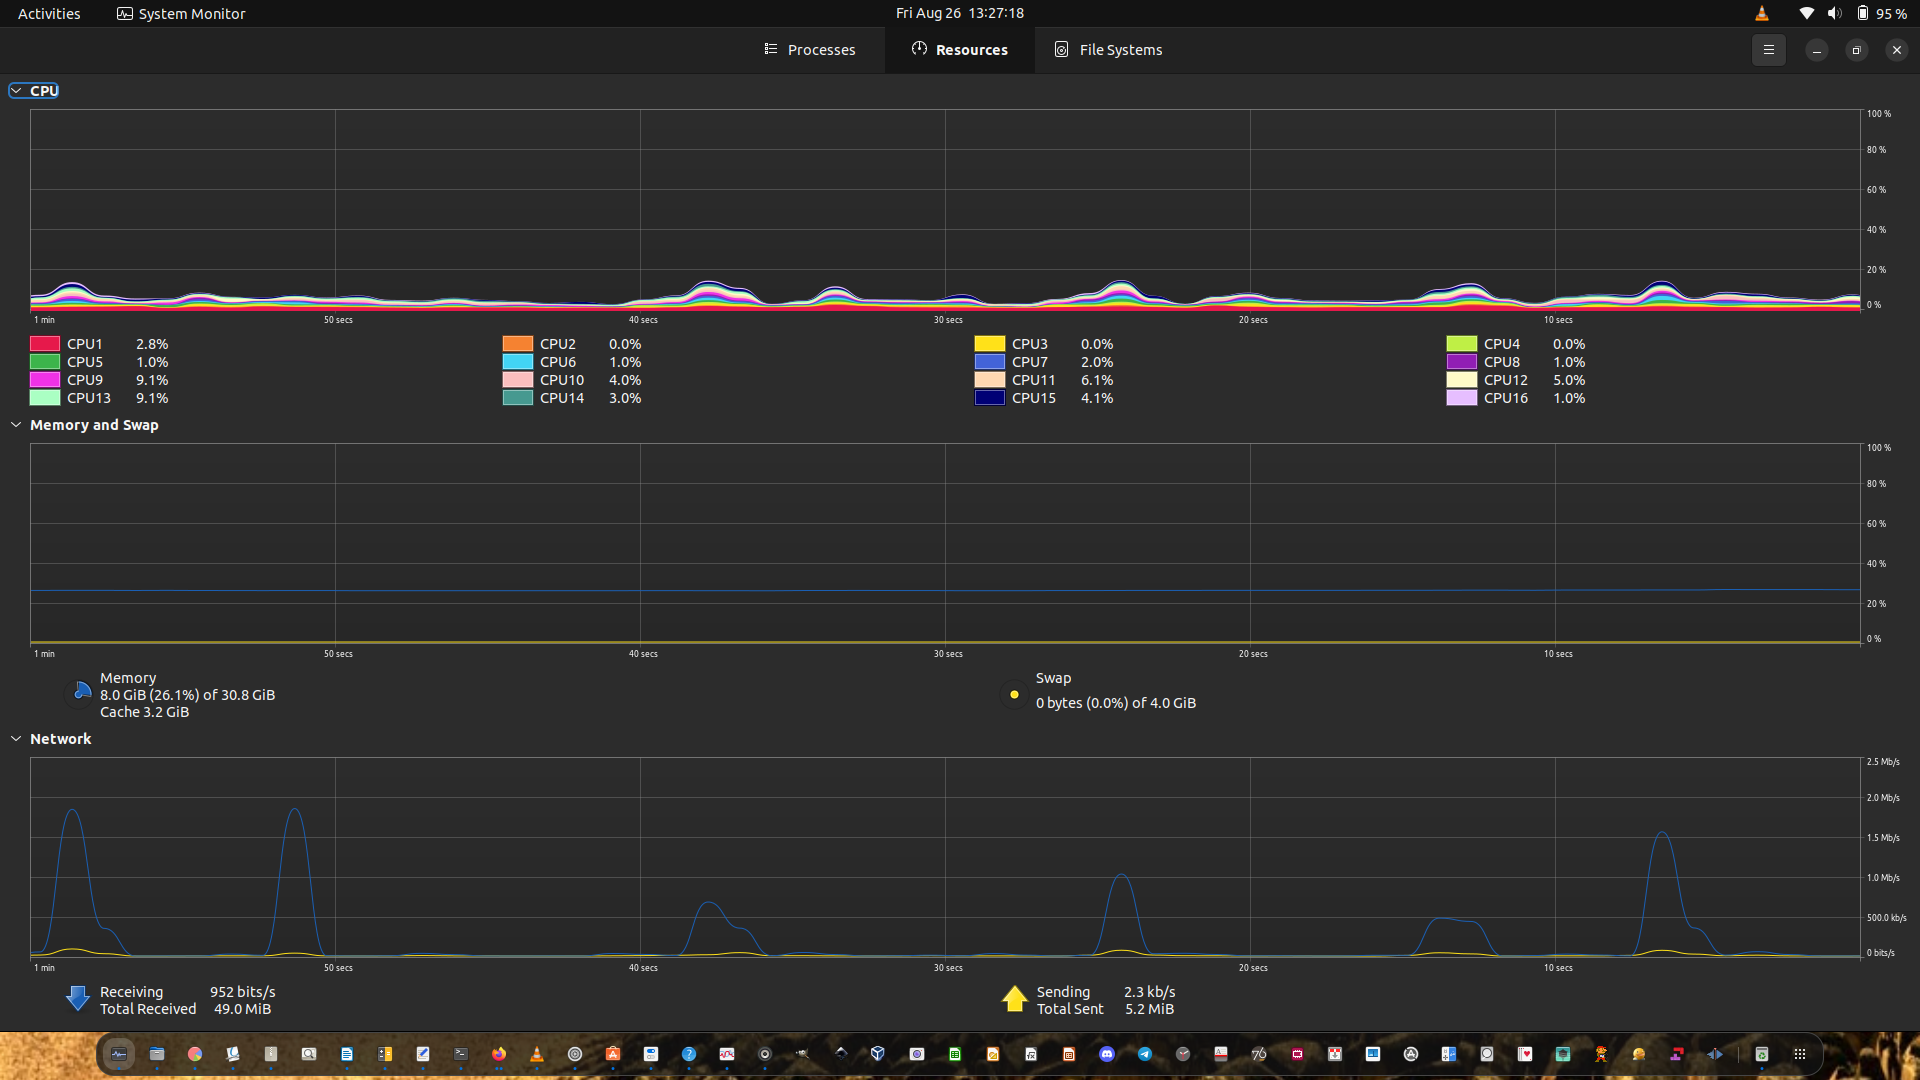 Activities System Monitor Fri Aug 26 13:27:18 95 %
Processes Resources File Systems
CPU
100 %
80 %
60 %
40 %
20 %
0 %
1 min 50 secs 40 secs 30 secs 20 secs 10 secs
CPU1 2.8% CPU2 0.0% CPU3 0.0% CPU4 0.0%
CPU5 1.0% CPU6 1.0% CPU7 2.0% CPU8 1.0%
CPU9 9.1% CPU10 4.0% CPU11 6.1% CPU12 5.0%
CPU13 9.1% CPU14 3.0% CPU15 4.1% CPU16 1.0%
Memory and Swap
100 %
80 %
60 %
40 %
20 %
0 %
1 min 50 secs 40 secs 30 secs 20 secs 10 secs
Memory
8.0 GiB (26.1%) of 30.8 GiB
Cache 3.2 GiB
Swap
0 bytes (0.0%) of 4.0 GiB
Network
2.5 Mb/s
2.0 Mb/s
1.5 Mb/s
1.0 Mb/s
500.0 kb/s
0 bits/s
1 min 50 secs 40 secs 30 secs 20 secs 10 secs
Receiving 952 bits/s
Total Received 49.0 MiB
Sending 2.3 kb/s
Total Sent 5.2 MiB
76